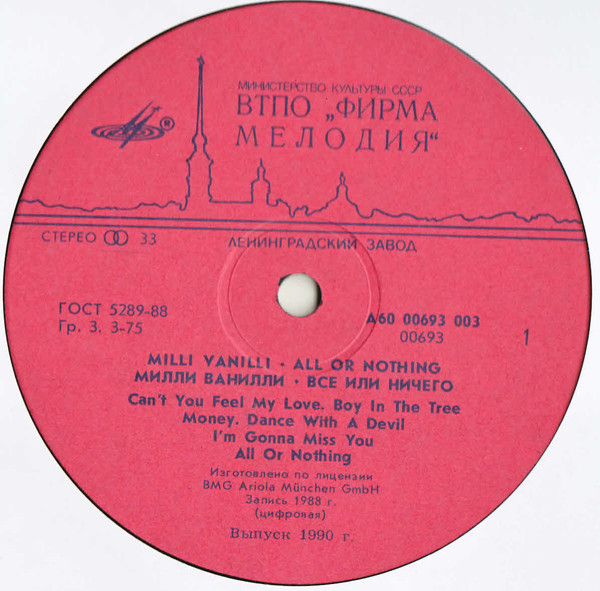 МИНИСТЕРСТВО КУЛЬТУРЫ СССР
ВТПО „ФИРМА
МЕЛОДИЯ“
®
СТЕРЕО 33
ЛЕНИНГРАДСКИЙ ЗАВОД
ГОСТ 5289-88
Гр. 3. 3-75
А60 00693 003
00693
1
MILLI VANILLI · ALL OR NOTHING
МИЛЛИ ВАНИЛЛИ · ВСЕ ИЛИ НИЧЕГО
Can't You Feel My Love. Boy In The Tree
Money. Dance With A Devil
I'm Gonna Miss You
All Or Nothing
Изготовлено по лицензии
BMG Ariola München GmbH
Запись 1988 г.
(цифровая)
Выпуск 1990 г.